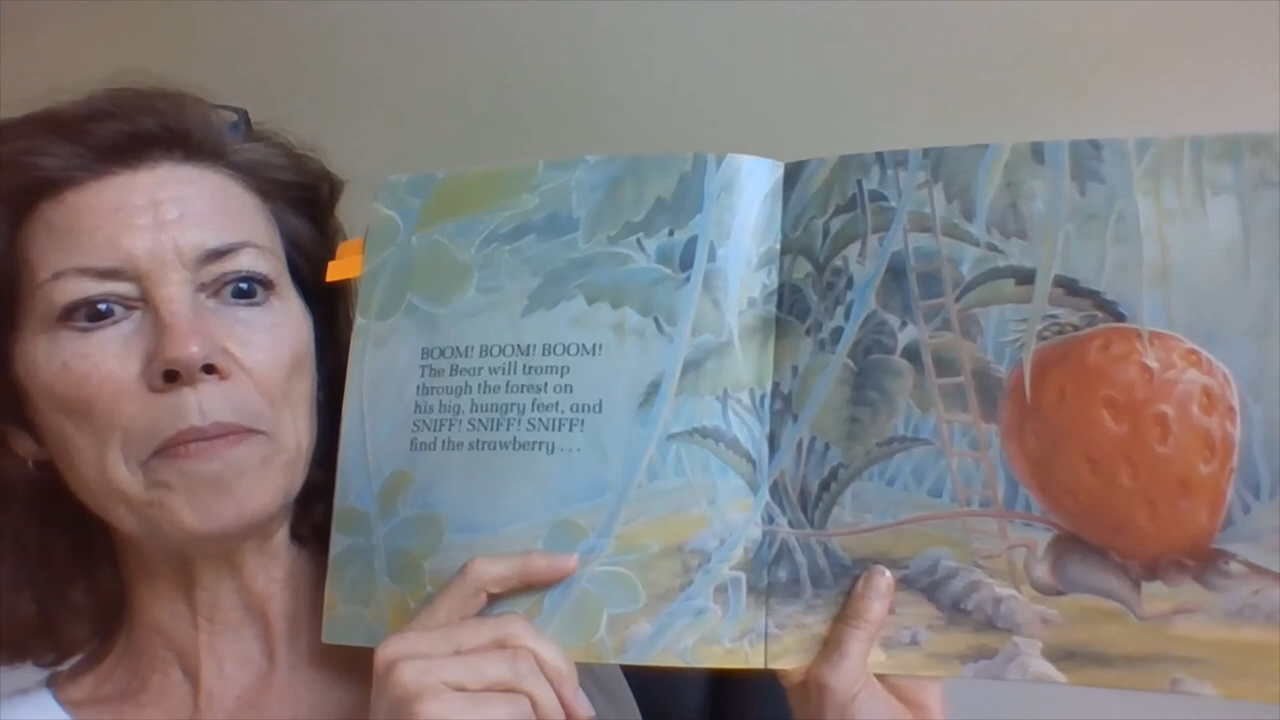 BOOM! BOOM! BOOM!
The Bear will tromp
through the forest on
his big, hungry feet, and
SNIFF! SNIFF! SNIFF!
find the strawberry . . .